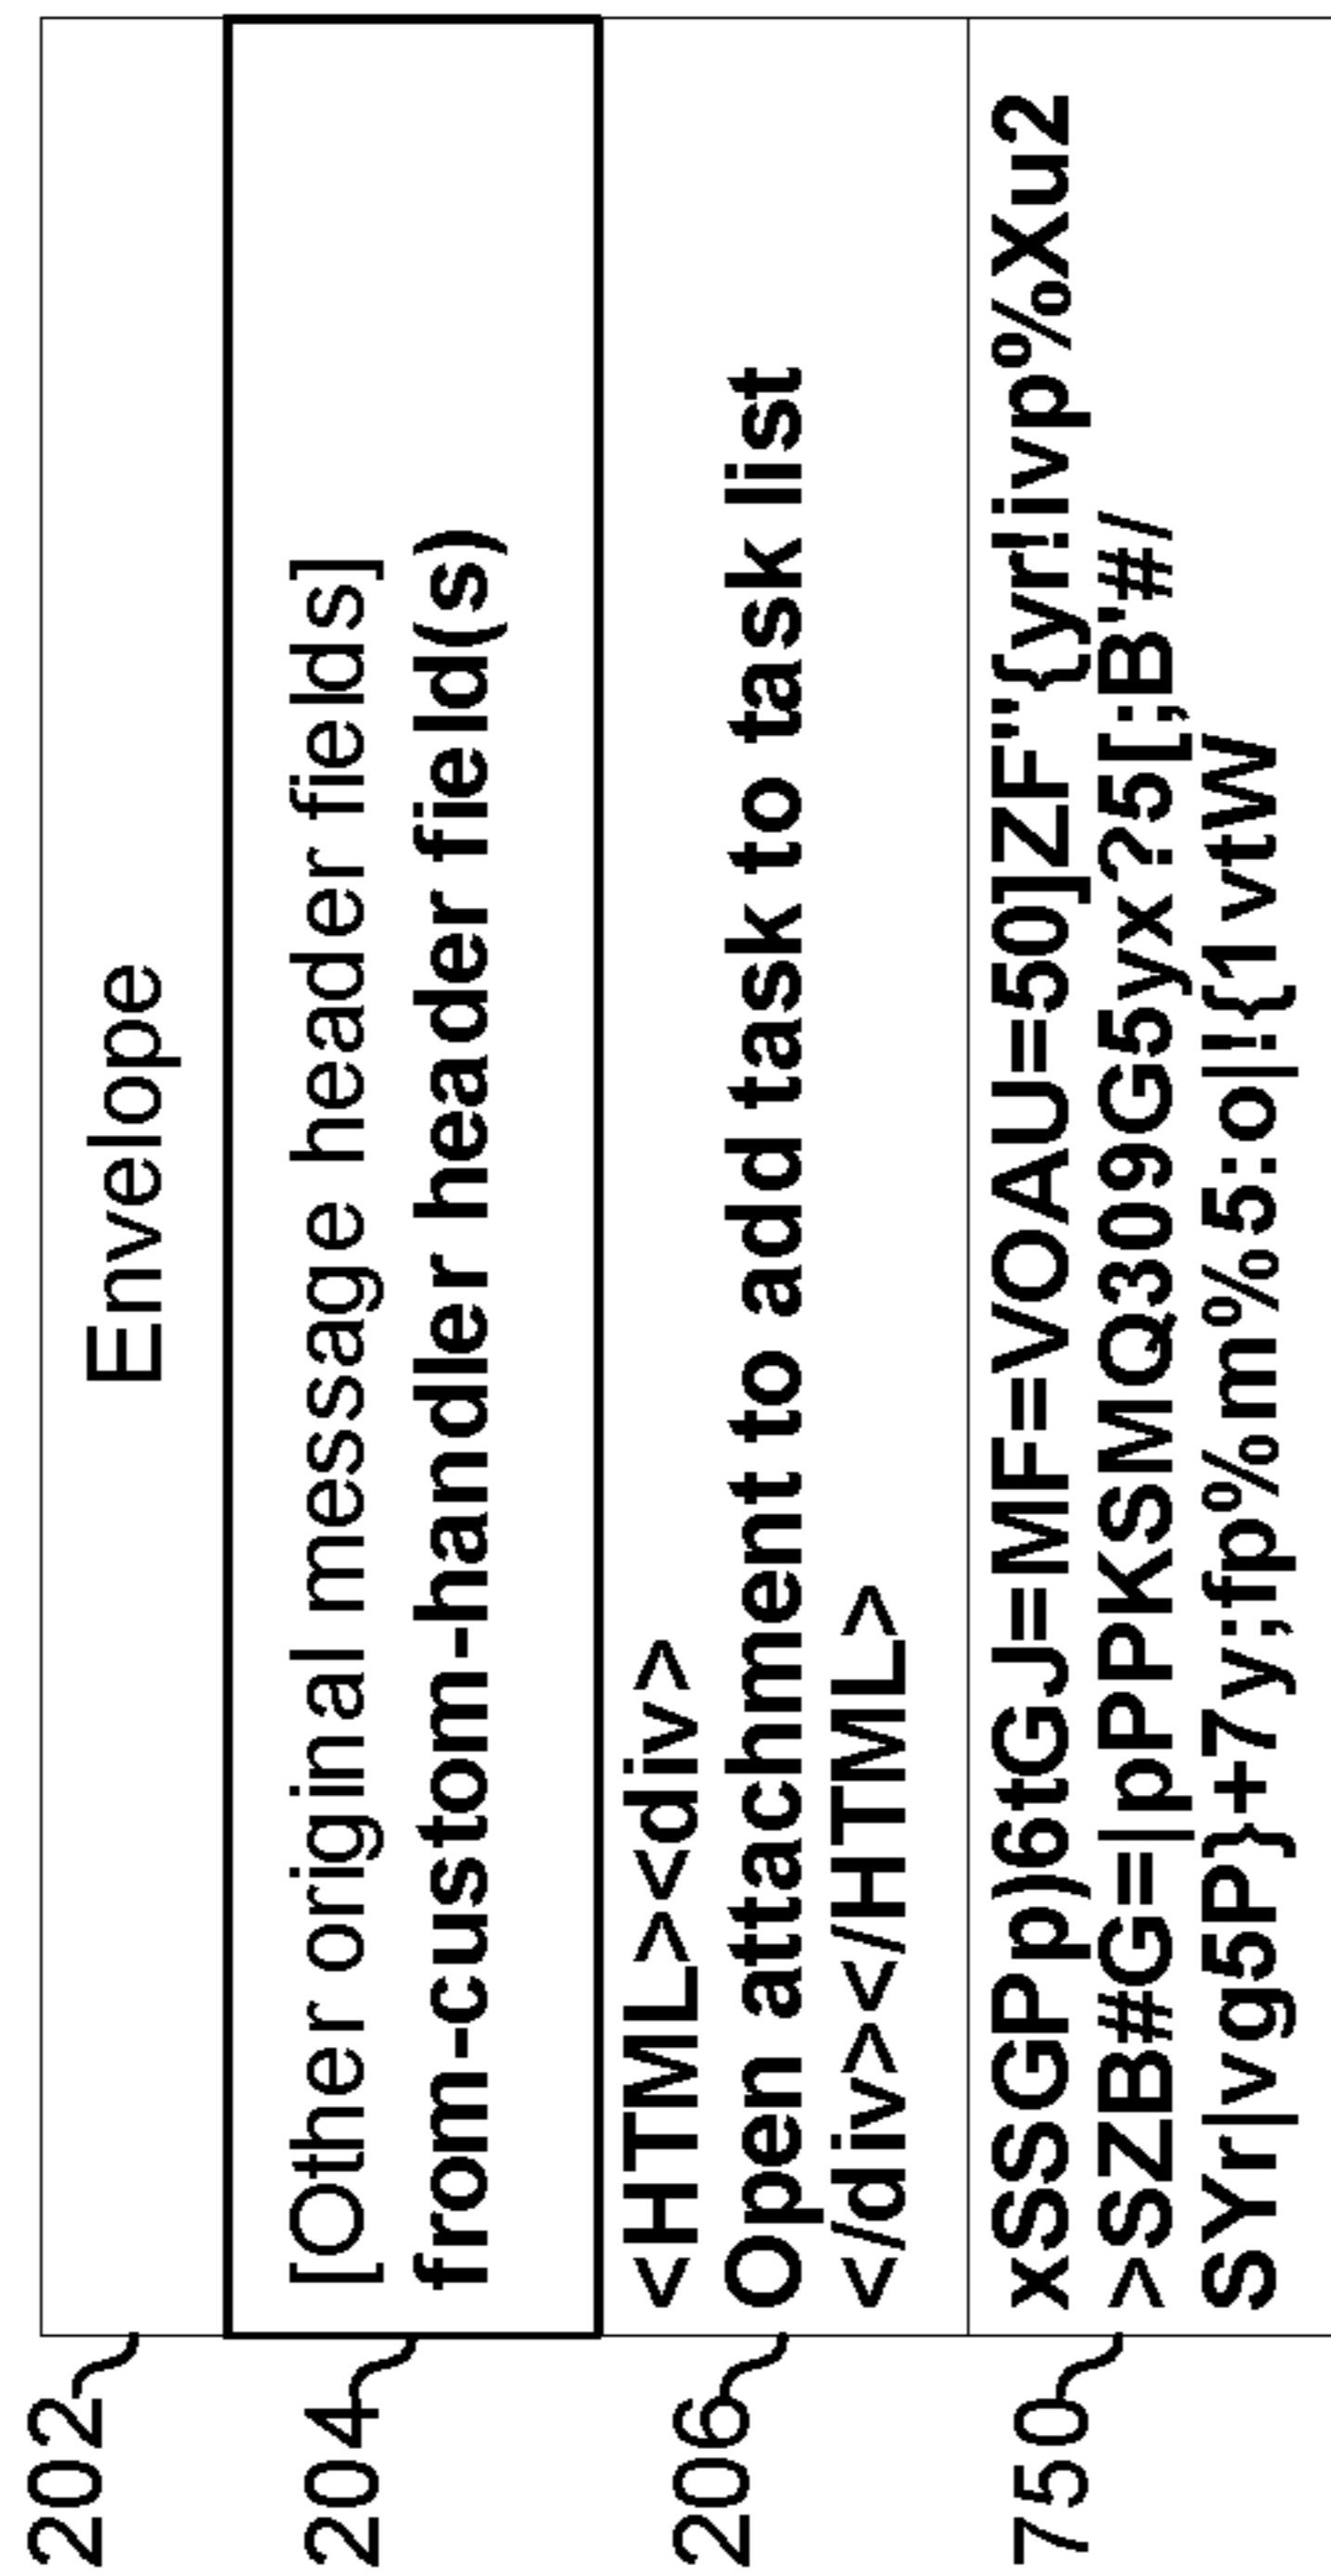 202
Envelope
204
[Other original message header fields]
from-custom-handler header field(s)
206
<HTML><div>
Open attachment to add task to task list
</div></HTML>
750
xSSGPp)6tGJ=MF=VOAU=50]ZF"{yr!ivp%Xu2
>SZB#G=|pPPKSMQ309G5yx?5[;B'#/
SYr|vg5P}+7y;fp%m%5:o|!{1vtW